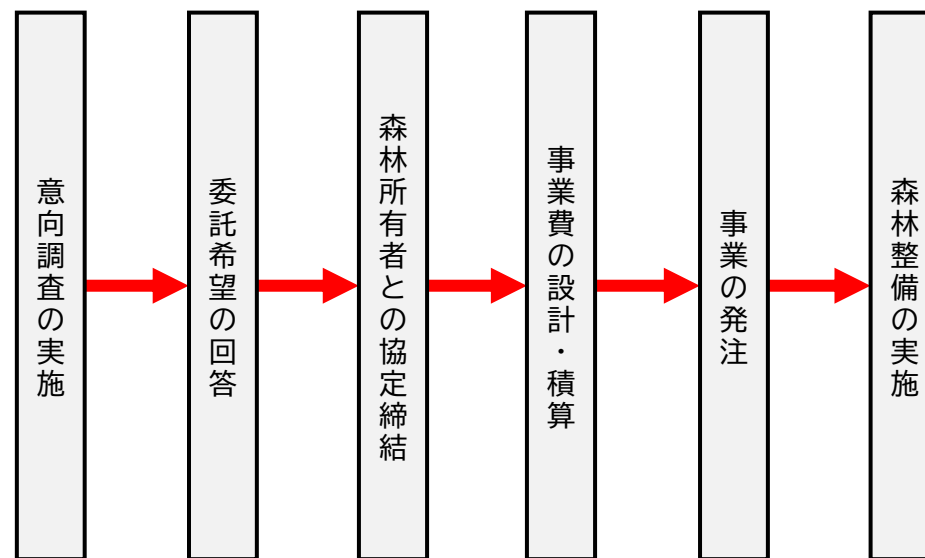 意向調査の実施
委託希望の回答
森林所有者との協定締結
事業費の設計・積算
事業の発注
森林整備の実施